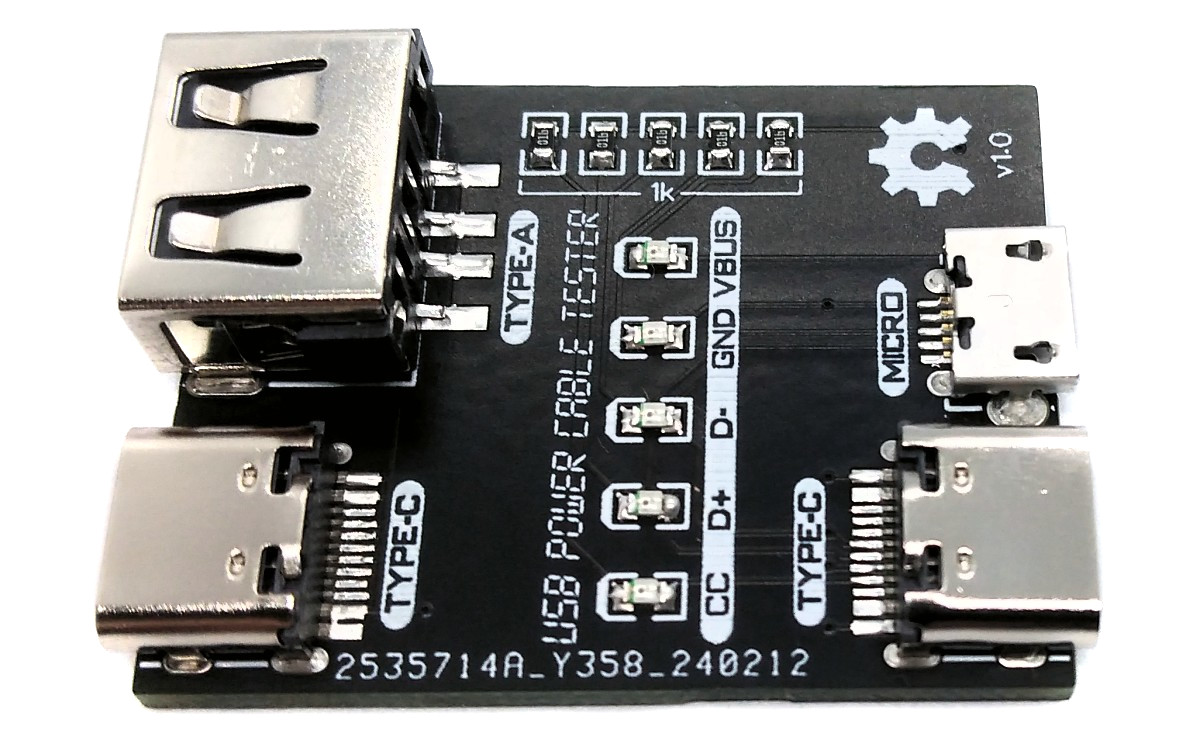 01b 01b 01b 01b 01b
1k
v1.0
TYPE-A
USB POWER CABLE TESTER
VBUS
GND
D-
D+
CC
MICRO
TYPE-C
TYPE-C
2535714A_Y358_240212